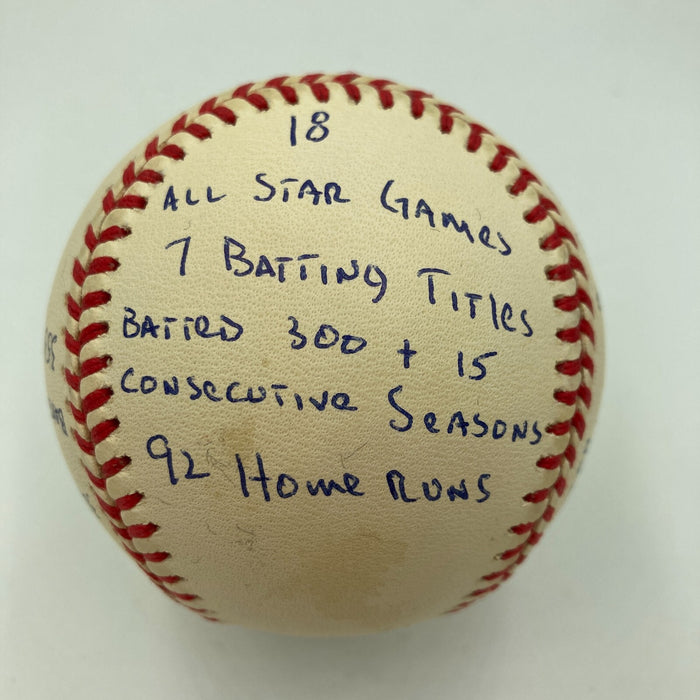 18
ALL STAR GAMES
7 BATTING TITLES
BATTED 300 + 15
CONSECUTIVE SEASONS
92 HOME RUNS